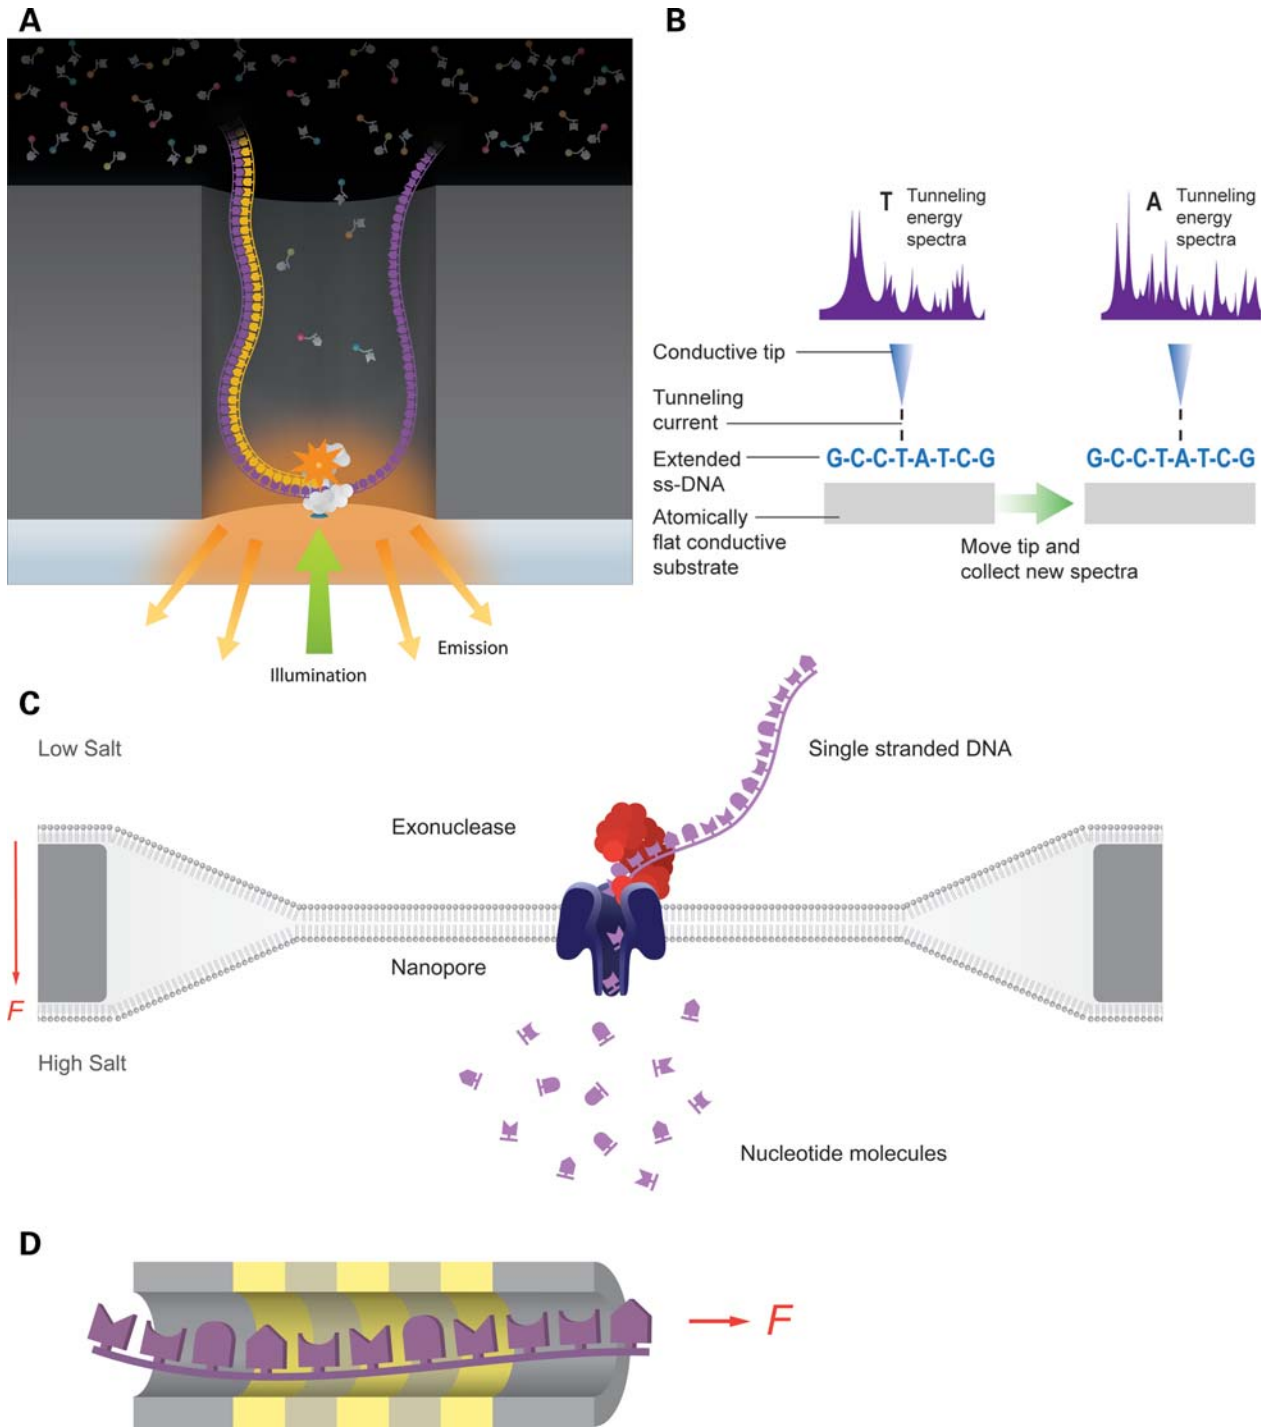 A
B
T Tunneling
energy
spectra
A Tunneling
energy
spectra
Conductive tip
Tunneling
current
Extended
ss-DNA
G-C-C-T-A-T-C-G
G-C-C-T-A-T-C-G
Atomically
flat conductive
substrate
Move tip and
collect new spectra
Emission
Illumination
C
Low Salt
Single stranded DNA
Exonuclease
Nanopore
F
High Salt
Nucleotide molecules
D
F